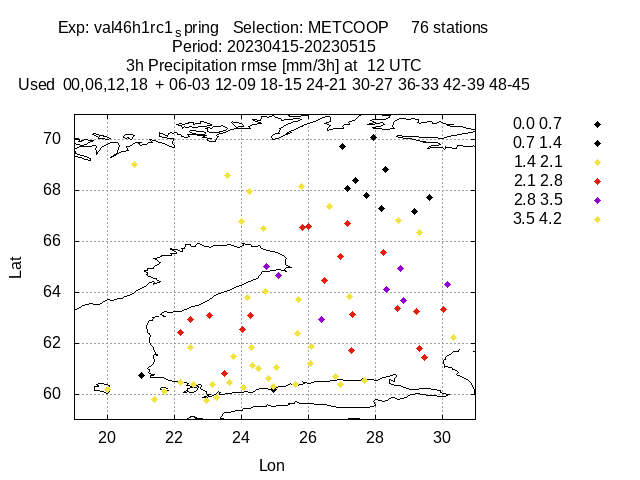 Exp: val46h1rc1_spring   Selection: METCOOP     76 stations
Period: 20230415-20230515
3h Precipitation rmse [mm/3h] at  12 UTC
Used  00,06,12,18  + 06-03 12-09 18-15 24-21 30-27 36-33 42-39 48-45
0.0 0.7
0.7 1.4
1.4 2.1
2.1 2.8
2.8 3.5
3.5 4.2
70
68
66
64
62
60
Lat
20 22 24 26 28 30
Lon